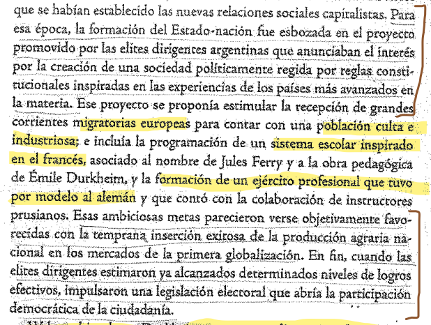 que se habían establecido las nuevas relaciones sociales capitalistas. Para
esa época, la formación del Estado-nación fue esbozada en el proyecto
promovido por las elites dirigentes argentinas que anunciaban el interés
por la creación de una sociedad políticamente regida por reglas consti-
tucionales inspiradas en las experiencias de los países más avanzados en
la materia. Ese proyecto se proponía estimular la recepción de grandes
corrientes migratorias europeas para contar con una población culta e
industriosa; e incluía la programación de un sistema escolar inspirado
en el francés, asociado al nombre de Jules Ferry y a la obra pedagógica
de Émile Durkheim, y la formación de un ejército profesional que tuvo
por modelo al alemán y que contó con la colaboración de instructores
prusianos. Esas ambiciosas metas parecieron verse objetivamente favo-
recidas con la temprana inserción exitosa de la producción agraria na-
cional en los mercados de la primera globalización. En fin, cuando las
elites dirigentes estimaron ya alcanzados determinados niveles de logros
efectivos, impulsaron una legislación electoral que abría la participación
democrática de la ciudadanía.